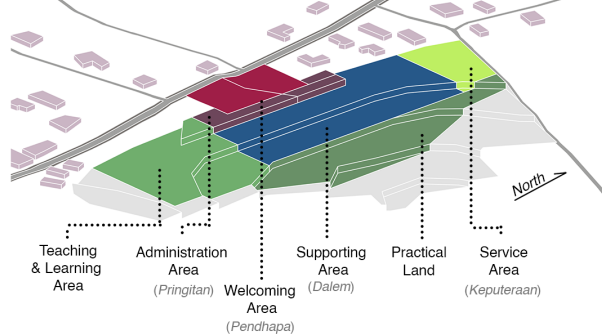 North
Teaching
& Learning
Area
Administration
Area
(Pringitan)
Welcoming
Area
(Pendhapa)
Supporting
Area
(Dalem)
Practical
Land
Service
Area
(Keputeraan)